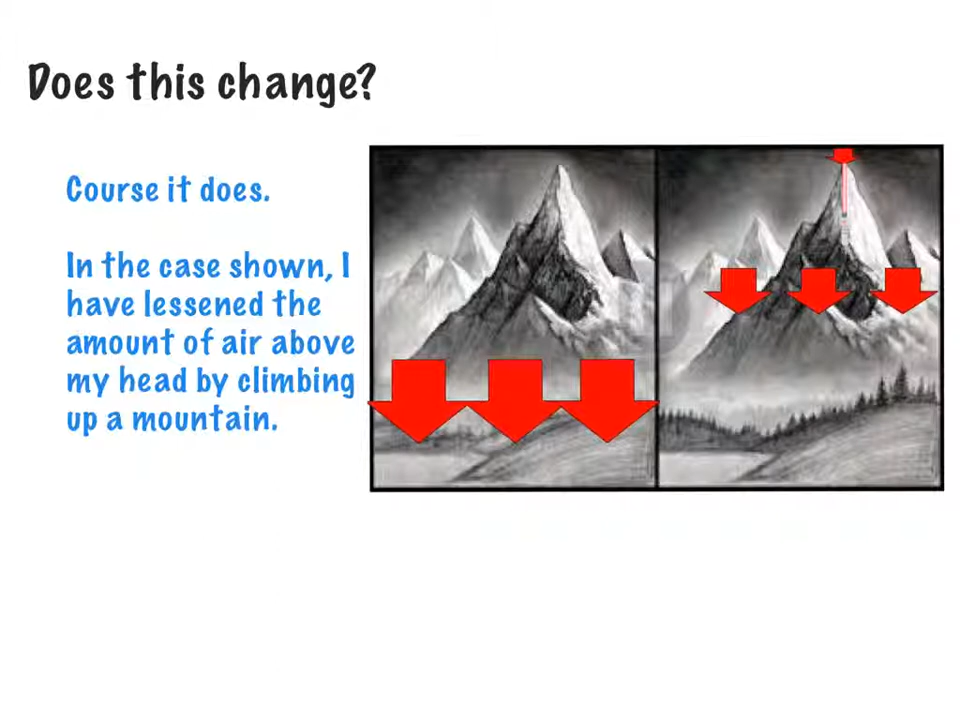 Does this change?
Course it does.
In the case shown, I
have lessened the
amount of air above
my head by climbing
up a mountain.